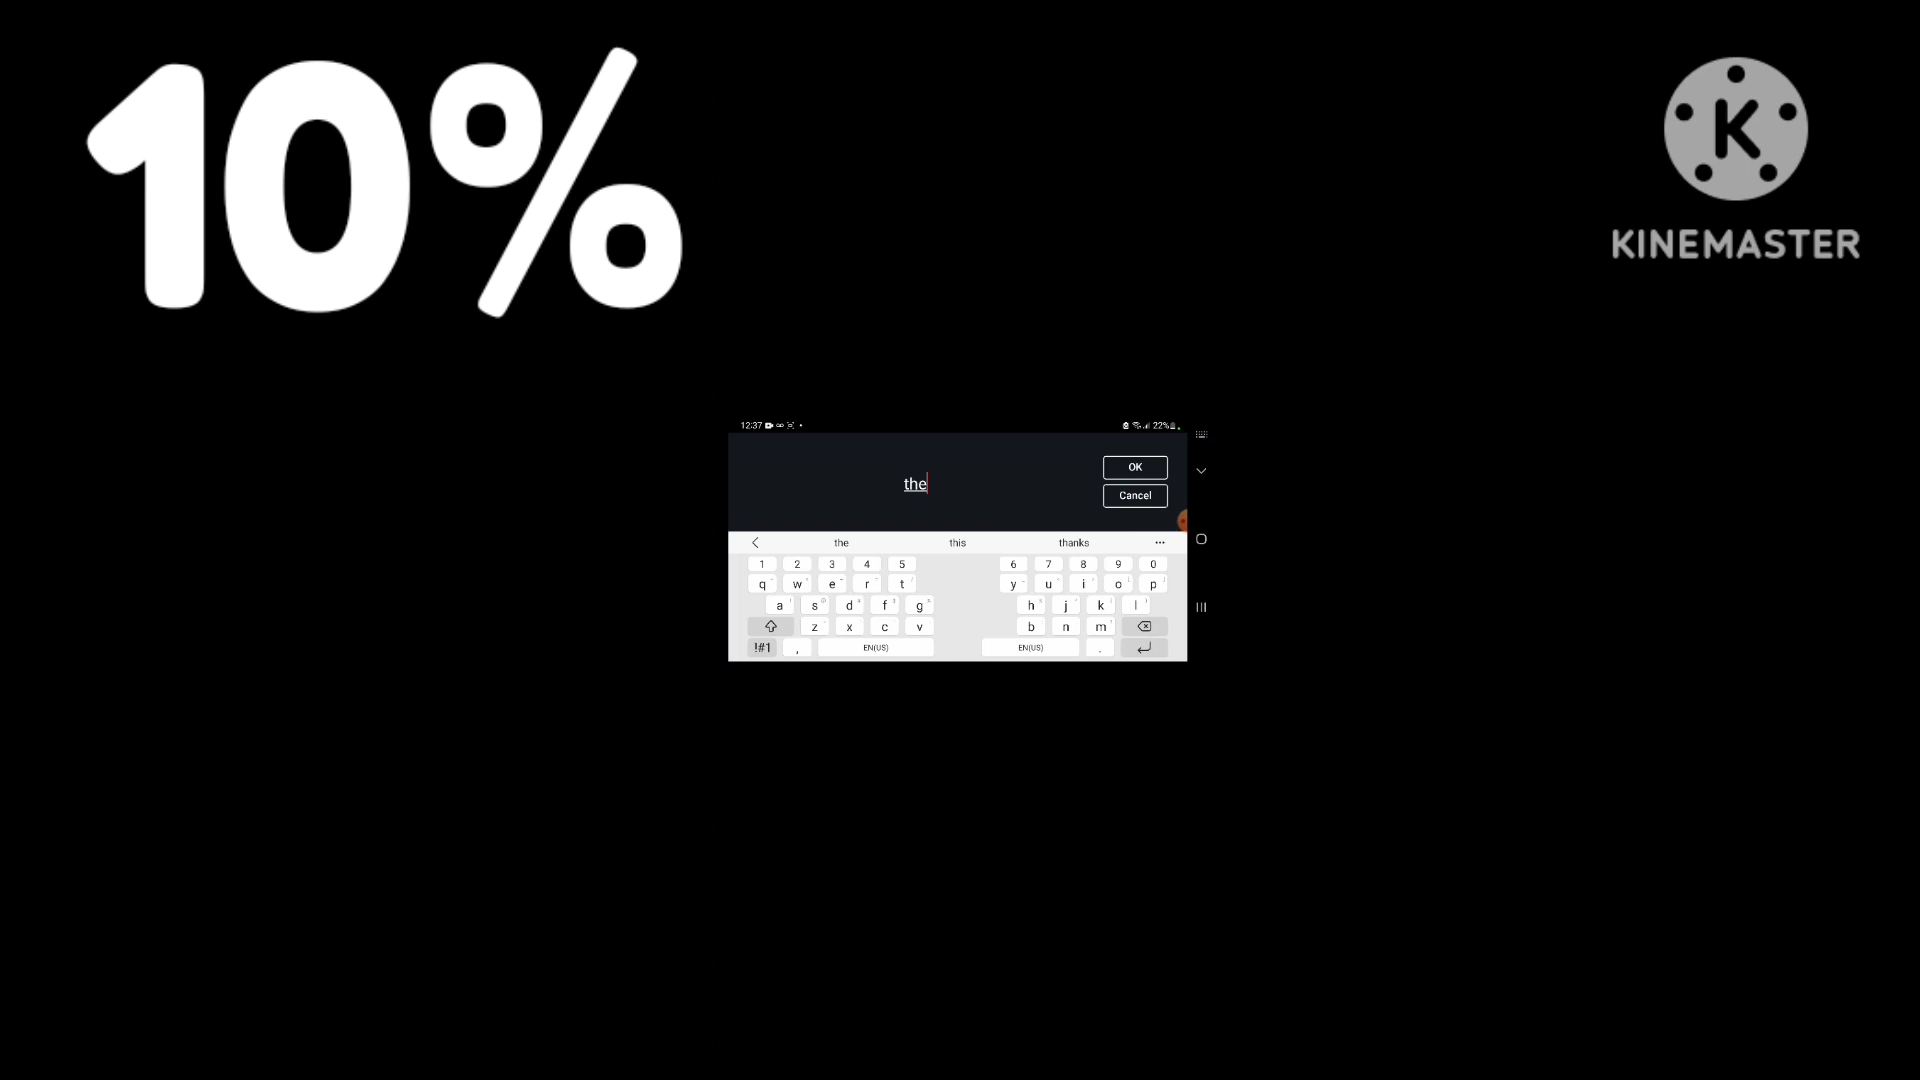 10%
K
KINEMASTER
12:37 22%
the
OK
Cancel
the this thanks
1 2 3 4 5 6 7 8 9 0
q w e r t y u i o p
a s d f g h j k l
z x c v b n m
!#1 , EN(US) EN(US) .